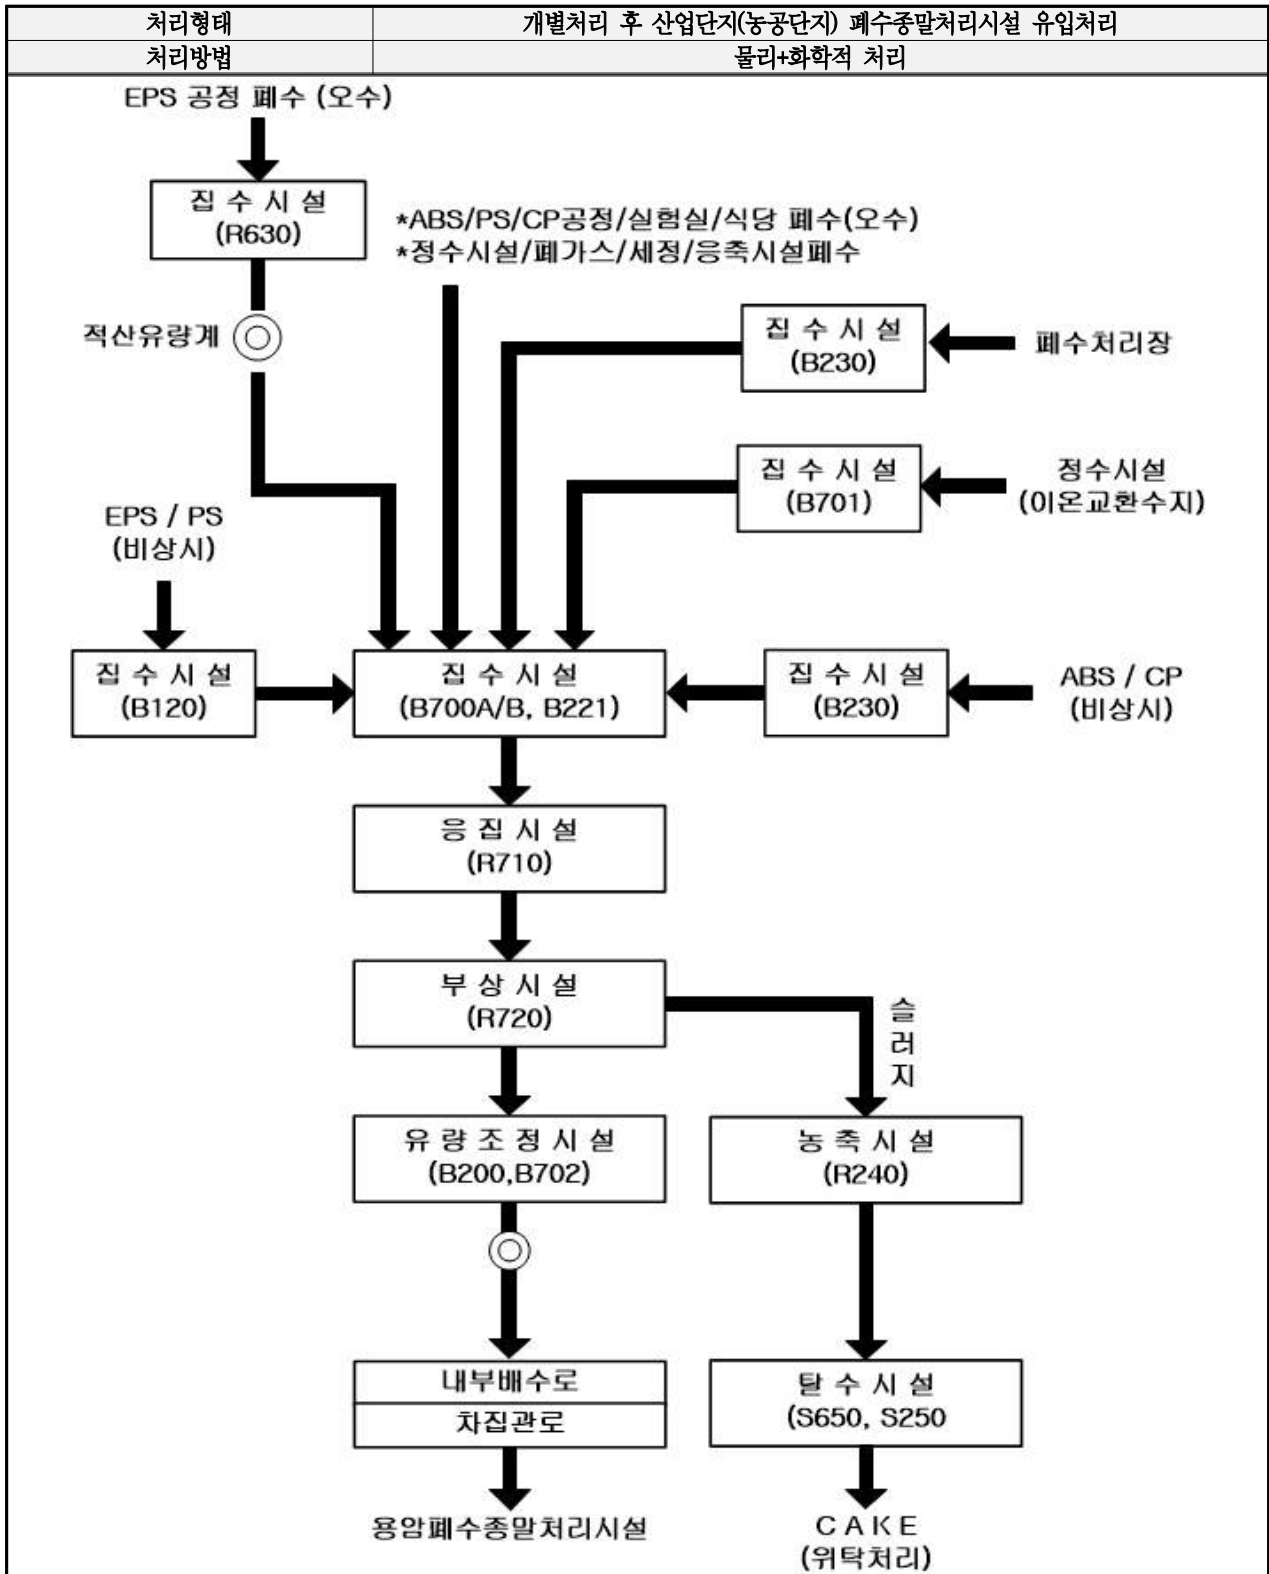 처리형태 개별처리 후 산업단지(농공단지) 폐수종말처리시설 유입처리
처리방법 물리+화학적 처리
EPS 공정 폐수 (오수)
집 수 시 설
(R630)
*ABS/PS/CP공정/실험실/식당 폐수(오수)
*정수시설/폐가스/세정/응축시설폐수
적산유량계
집 수 시 설
(B230)
폐수처리장
집 수 시 설
(B701)
정수시설
(이온교환수지)
EPS / PS
(비상시)
집 수 시 설
(B120)
집 수 시 설
(B700A/B, B221)
집 수 시 설
(B230)
ABS / CP
(비상시)
응 집 시 설
(R710)
부 상 시 설
(R720)
슬
러
지
유 량 조 정 시 설
(B200,B702)
농 축 시 설
(R240)
내부배수로
차집관로
탈 수 시 설
(S650, S250
용암폐수종말처리시설
C A K E
(위탁처리)